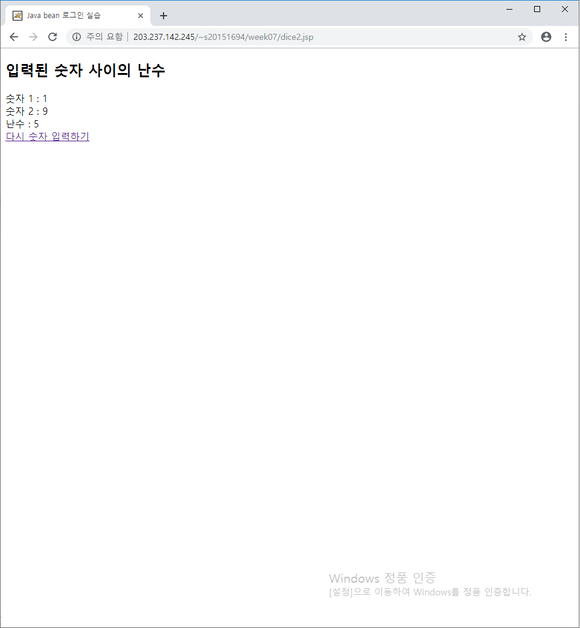 Java bean 로그인 실습
주의 요함 | 203.237.142.245/~s20151694/week07/dice2.jsp
입력된 숫자 사이의 난수
숫자 1 : 1
숫자 2 : 9
난수 : 5
다시 숫자 입력하기
Windows 정품 인증
[설정]으로 이동하여 Windows를 정품 인증합니다.